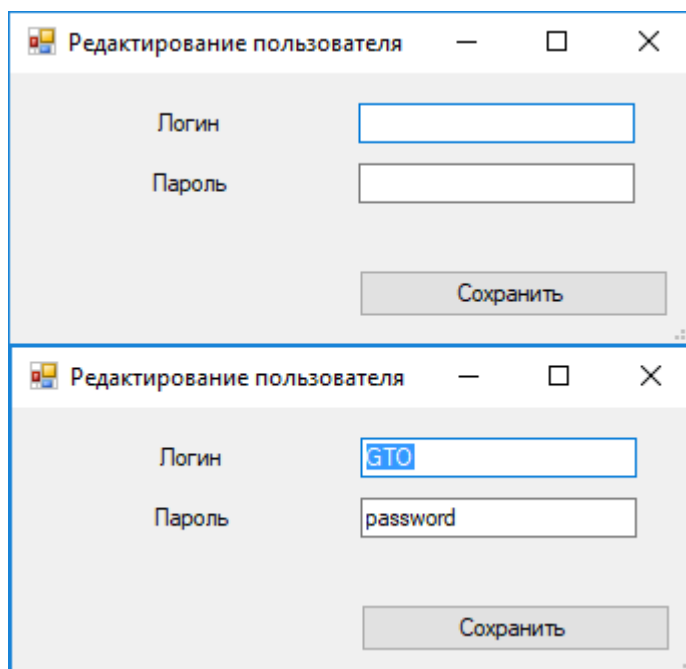 Редактирование пользователя
Логин
Пароль
Сохранить
Редактирование пользователя
Логин GTO
Пароль password
Сохранить